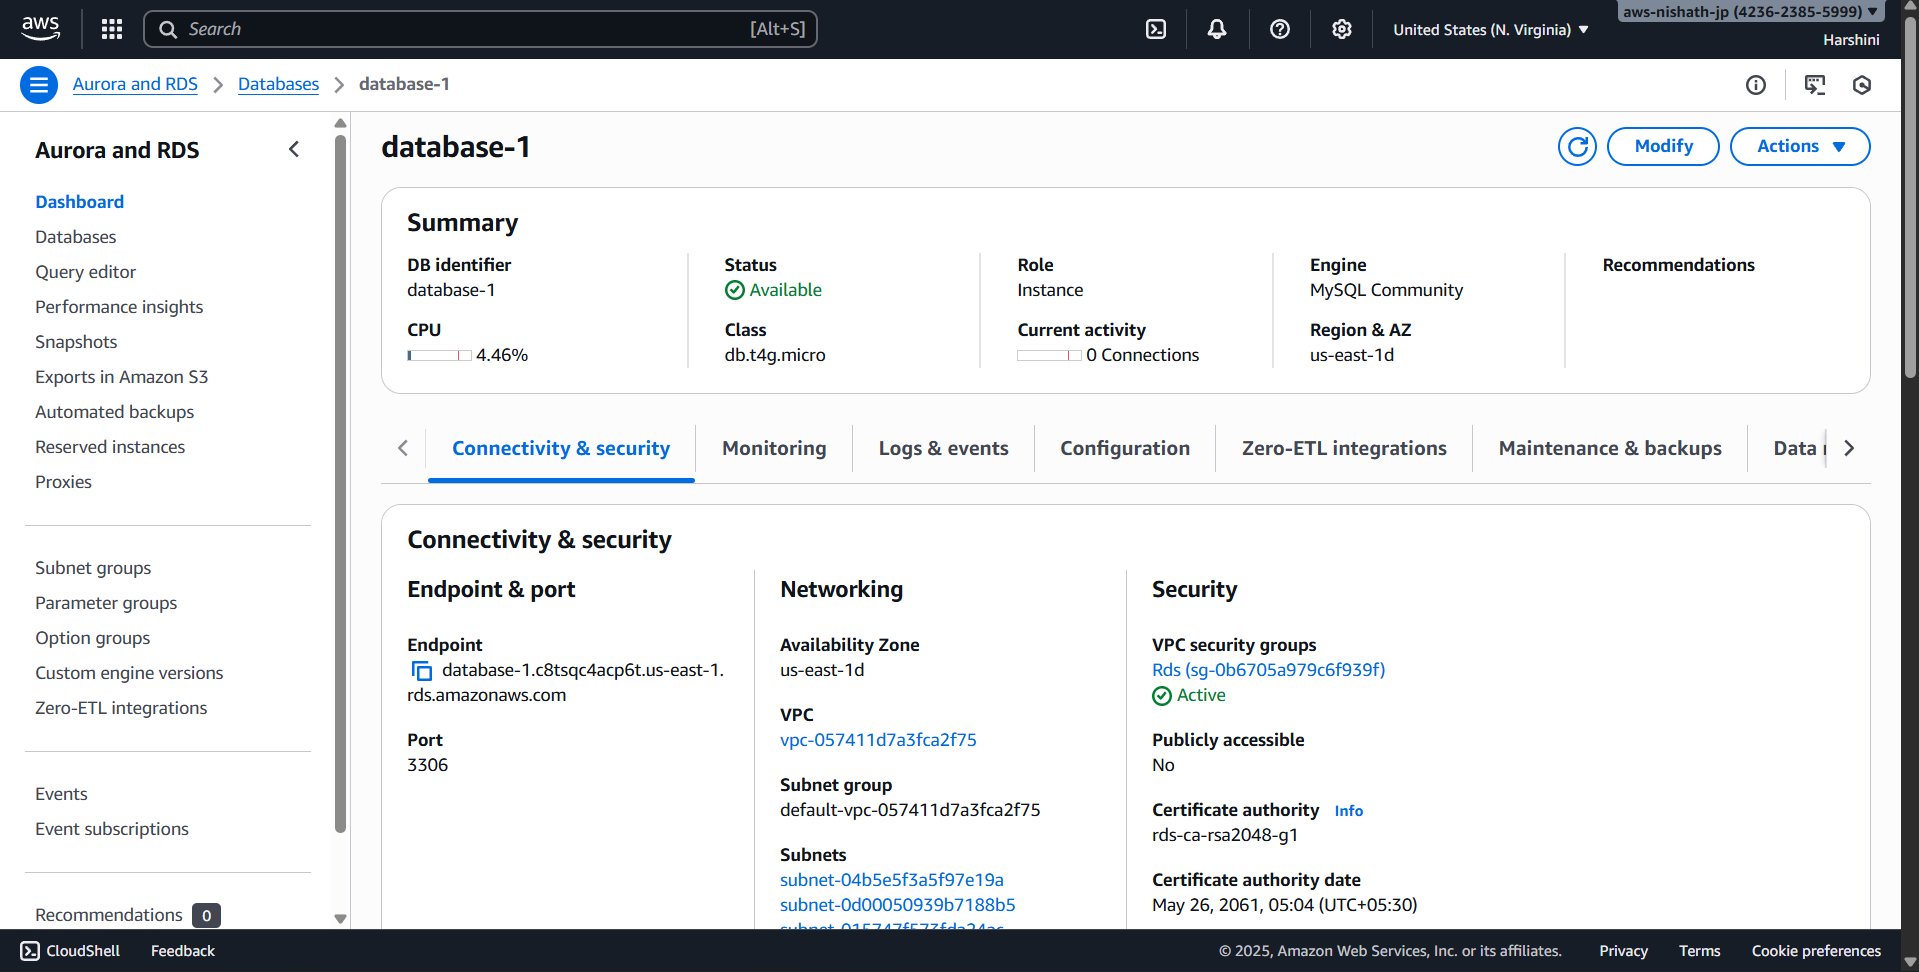 aws
Search [Alt+S]
United States (N. Virginia)
aws-nishath-jp (4236-2385-5999)
Harshini
Aurora and RDS
Databases
database-1
Aurora and RDS
Dashboard
Databases
Query editor
Performance insights
Snapshots
Exports in Amazon S3
Automated backups
Reserved instances
Proxies
Subnet groups
Parameter groups
Option groups
Custom engine versions
Zero-ETL integrations
Events
Event subscriptions
Recommendations 0
database-1
Modify
Actions
Summary
DB identifier
database-1
CPU
4.46%
Status
Available
Class
db.t4g.micro
Role
Instance
Current activity
0 Connections
Engine
MySQL Community
Region & AZ
us-east-1d
Recommendations
Connectivity & security
Monitoring
Logs & events
Configuration
Zero-ETL integrations
Maintenance & backups
Data
Connectivity & security
Endpoint & port
Endpoint
database-1.c8tsqc4acp6t.us-east-1.
rds.amazonaws.com
Port
3306
Networking
Availability Zone
us-east-1d
VPC
vpc-057411d7a3fca2f75
Subnet group
default-vpc-057411d7a3fca2f75
Subnets
subnet-04b5e5f3a5f97e19a
subnet-0d00050939b7188b5
Security
VPC security groups
Rds (sg-0b6705a979c6f939f)
Active
Publicly accessible
No
Certificate authority Info
rds-ca-rsa2048-g1
Certificate authority date
May 26, 2061, 05:04 (UTC+05:30)
CloudShell
Feedback
© 2025, Amazon Web Services, Inc. or its affiliates.
Privacy
Terms
Cookie preferences